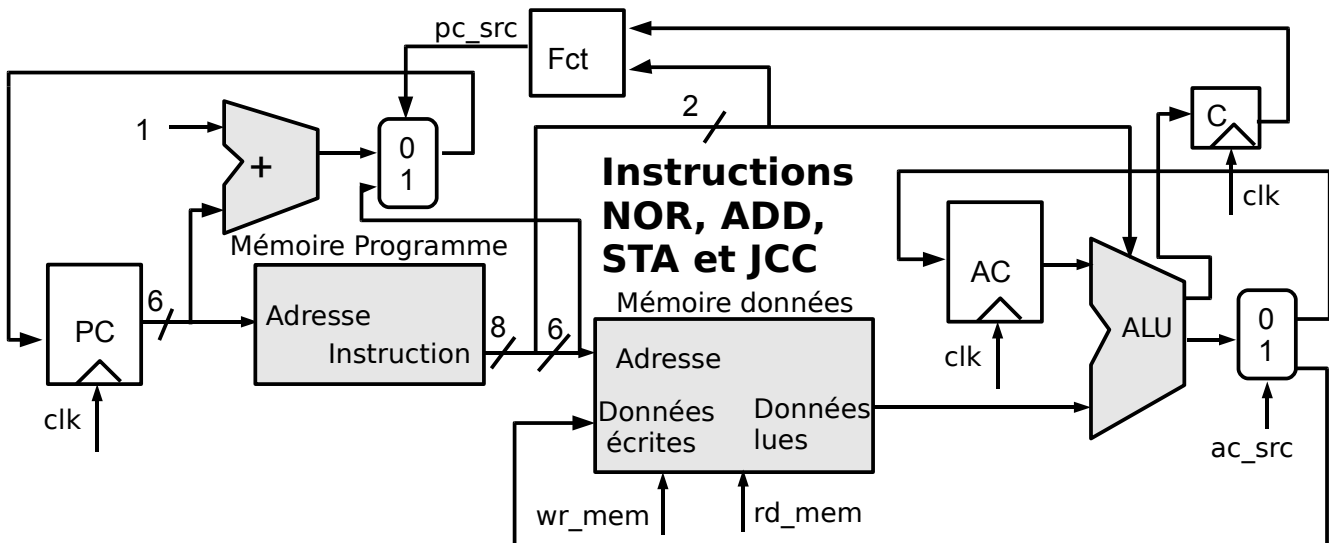 pc_src
Fct
1
+
0
1
2
C
clk
Instructions
NOR, ADD,
STA et JCC
Mémoire Programme
6
PC
clk
Adresse
Instruction
8
6
Mémoire données
Adresse
Données
écrites
Données
lues
wr_mem
rd_mem
AC
clk
ALU
0
1
ac_src